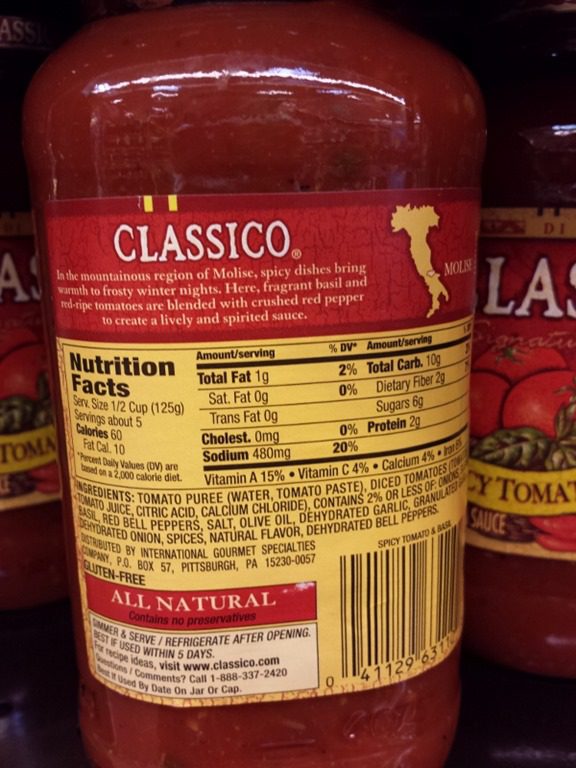 CLASSICO®
In the mountainous region of Molise, spicy dishes bring
warmth to frosty winter nights. Here, fragrant basil and
red-ripe tomatoes are blended with crushed red pepper
to create a lively and spirited sauce.
MOLISE
Nutrition
Facts
Serv. Size 1/2 Cup (125g)
Servings about 5
Calories 60
Fat Cal. 10
*Percent Daily Values (DV) are
based on a 2,000 calorie diet.
Amount/serving % DV* Amount/serving
Total Fat 1g 2% Total Carb. 10g
Sat. Fat 0g 0% Dietary Fiber 2g
Trans Fat 0g Sugars 6g
Cholest. 0mg 0% Protein 2g
Sodium 480mg 20%
Vitamin A 15% • Vitamin C 4% • Calcium 4% • Iron
INGREDIENTS: TOMATO PUREE (WATER, TOMATO PASTE), DICED TOMATOES
TOMATO JUICE, CITRIC ACID, CALCIUM CHLORIDE), CONTAINS 2% OR LESS OF: ONIONS
BASIL, RED BELL PEPPERS, SALT, OLIVE OIL, DEHYDRATED GARLIC, GRANULATED
DEHYDRATED ONION, SPICES, NATURAL FLAVOR, DEHYDRATED BELL PEPPERS.
DISTRIBUTED BY INTERNATIONAL GOURMET SPECIALTIES
COMPANY, P.O. BOX 57, PITTSBURGH, PA 15230-0057
GLUTEN-FREE
SPICY TOMATO & BASIL
ALL NATURAL
Contains no preservatives
SIMMER & SERVE / REFRIGERATE AFTER OPENING.
BEST IF USED WITHIN 5 DAYS.
For recipe ideas, visit www.classico.com
Questions / Comments? Call 1-888-337-2420
Best If Used By Date On Jar Or Cap.
0 41129 6311
ASS
AS
TOMA
DI
LAS
Signatu
CY TOMAT
SAUCE